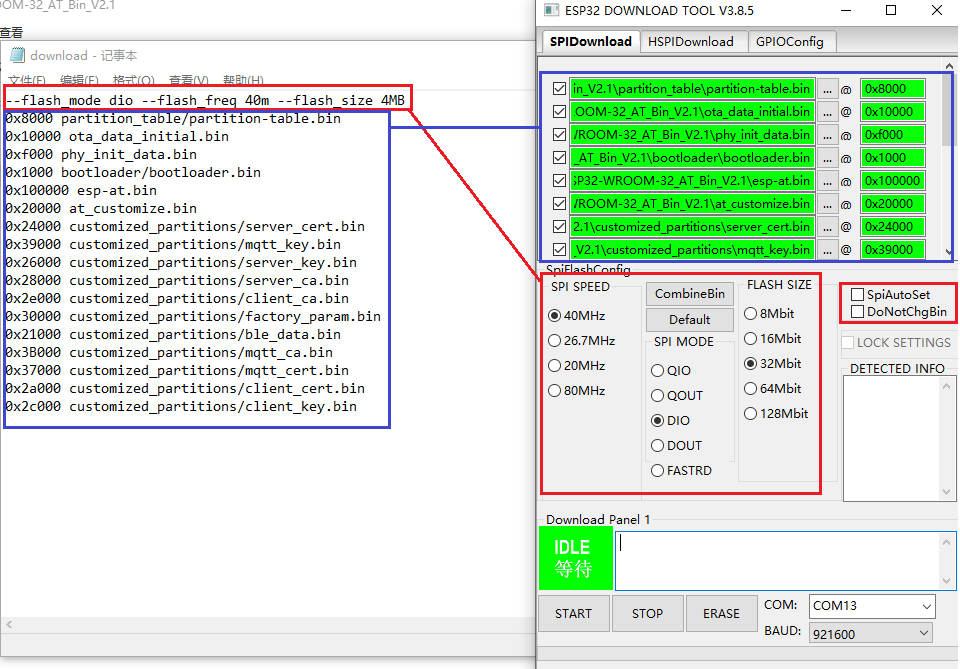 OOM-32_AT_Bin_V2.1
查看
download - 记事本
文件(F) 编辑(E) 格式(O) 查看(V) 帮助(H)
--flash_mode dio --flash_freq 40m --flash_size 4MB
0x8000 partition_table/partition-table.bin
0x10000 ota_data_initial.bin
0xf000 phy_init_data.bin
0x1000 bootloader/bootloader.bin
0x100000 esp-at.bin
0x20000 at_customize.bin
0x24000 customized_partitions/server_cert.bin
0x39000 customized_partitions/mqtt_key.bin
0x26000 customized_partitions/server_key.bin
0x28000 customized_partitions/server_ca.bin
0x2e000 customized_partitions/client_ca.bin
0x30000 customized_partitions/factory_param.bin
0x21000 customized_partitions/ble_data.bin
0x3B000 customized_partitions/mqtt_ca.bin
0x37000 customized_partitions/mqtt_cert.bin
0x2a000 customized_partitions/client_cert.bin
0x2c000 customized_partitions/client_key.bin
ESP32 DOWNLOAD TOOL V3.8.5
SPIDownload HSPIDownload GPIOConfig
in_V2.1\partition_table\partition-table.bin ... @ 0x8000
OOM-32_AT_Bin_V2.1\ota_data_initial.bin ... @ 0x10000
/ROOM-32_AT_Bin_V2.1\phy_init_data.bin ... @ 0xf000
_AT_Bin_V2.1\bootloader\bootloader.bin ... @ 0x1000
SP32-WROOM-32_AT_Bin_V2.1\esp-at.bin ... @ 0x100000
/ROOM-32_AT_Bin_V2.1\at_customize.bin ... @ 0x20000
2.1\customized_partitions\server_cert.bin ... @ 0x24000
_V2.1\customized_partitions\mqtt_key.bin ... @ 0x39000
SpiFlashConfig
SPI SPEED
40MHz
26.7MHz
20MHz
80MHz
CombineBin
Default
SPI MODE
QIO
QOUT
DIO
DOUT
FASTRD
FLASH SIZE
8Mbit
16Mbit
32Mbit
64Mbit
128Mbit
SpiAutoSet
DoNotChgBin
LOCK SETTINGS
DETECTED INFO
Download Panel 1
IDLE
等待
START STOP ERASE
COM: COM13
BAUD: 921600